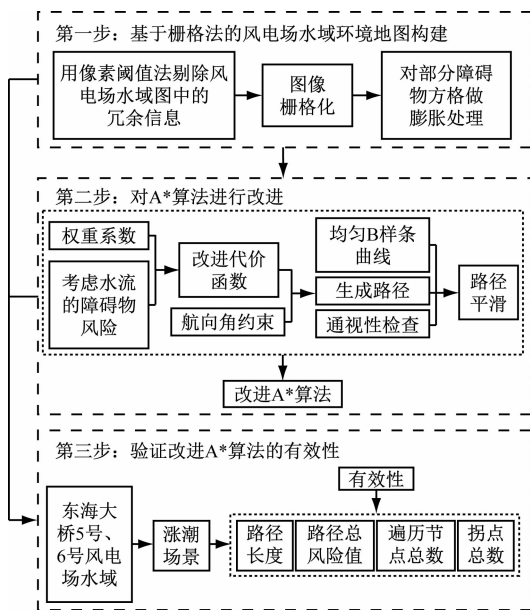 第一步：基于栅格法的风电场水域环境地图构建
用像素阈值法剔除风
电场水域图中的
冗余信息
图像
栅格化
对部分障碍
物方格做
膨胀处理
第二步：对A*算法进行改进
权重系数
考虑水流
的障碍物
风险
改进代价
函数
航向角约束
均匀B样条
曲线
生成路径
通视性检查
路径
平滑
改进A*算法
第三步：验证改进A*算法的有效性
东海大
桥5号、
6号风电
场水域
涨潮
场景
有效性
路径
长度
路径总
风险值
遍历节
点总数
拐点
总数